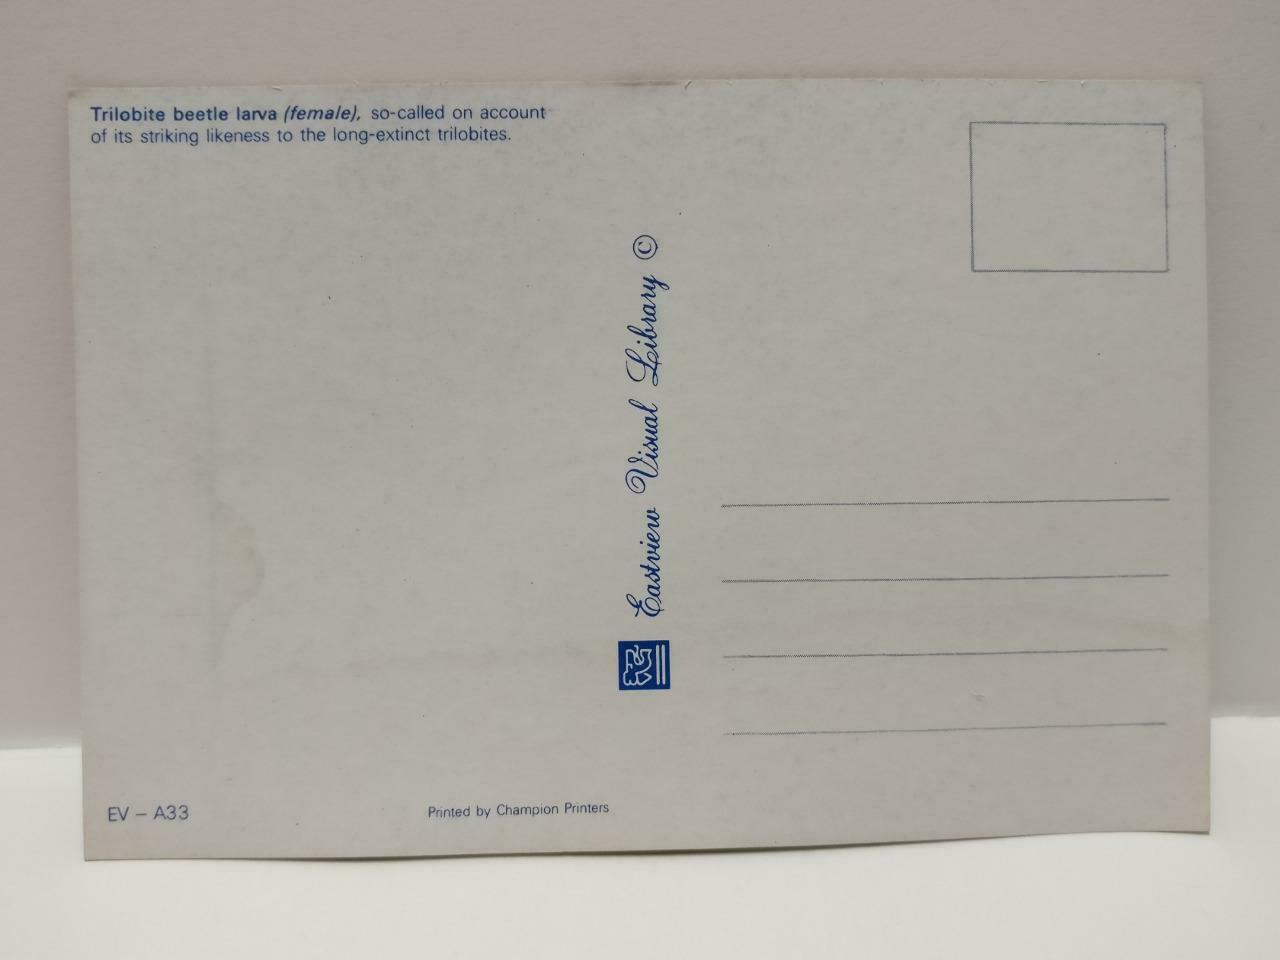 Trilobite beetle larva (female), so-called on account
of its striking likeness to the long-extinct trilobites.
Eastview Visual Library ©
EV – A33
Printed by Champion Printers